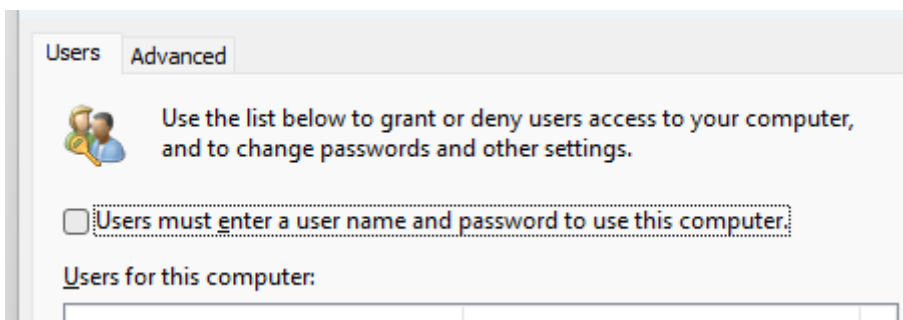 Users
Advanced
Use the list below to grant or deny users access to your computer,
and to change passwords and other settings.
Users must enter a user name and password to use this computer.
Users for this computer: